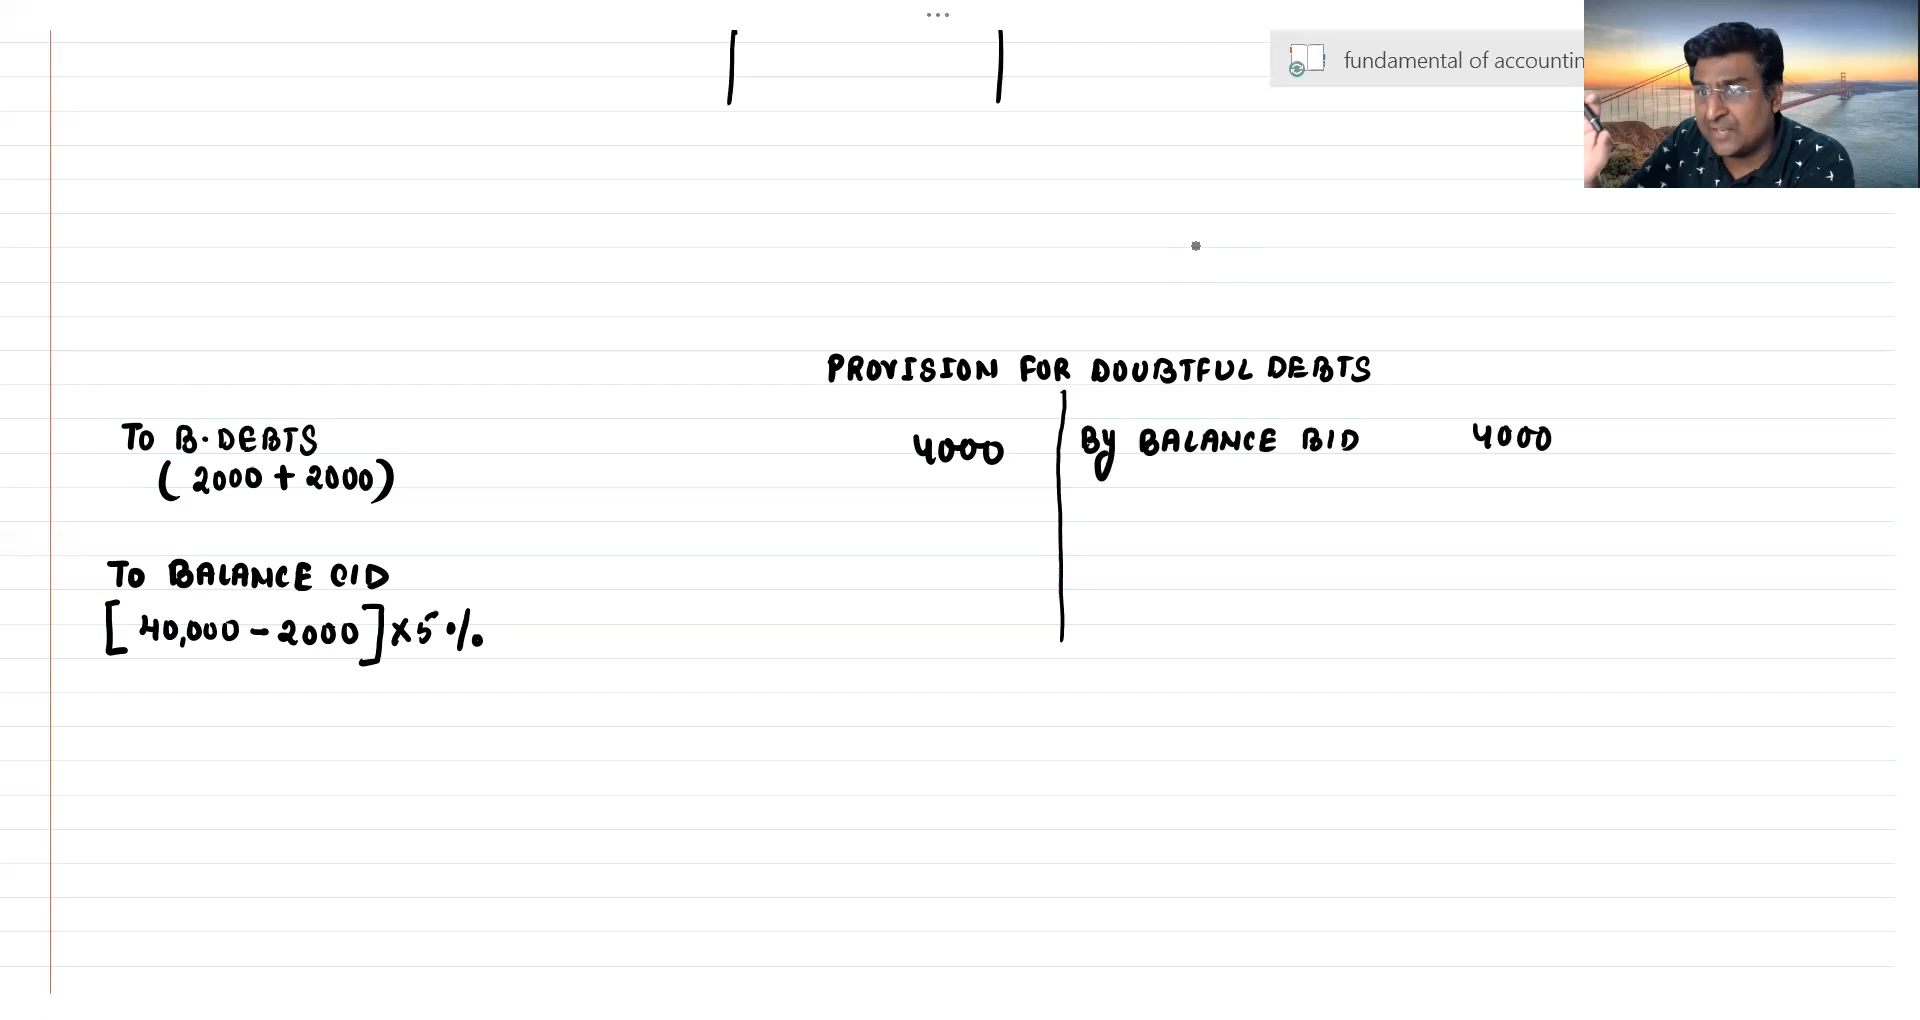 fundamental of accountin
PROVISION FOR DOUBTFUL DEBTS
To B. DEBTS 4000 By BALANCE B/D 4000
(2000 + 2000)
To BALANCE C/D
[40,000 - 2000] x 5%